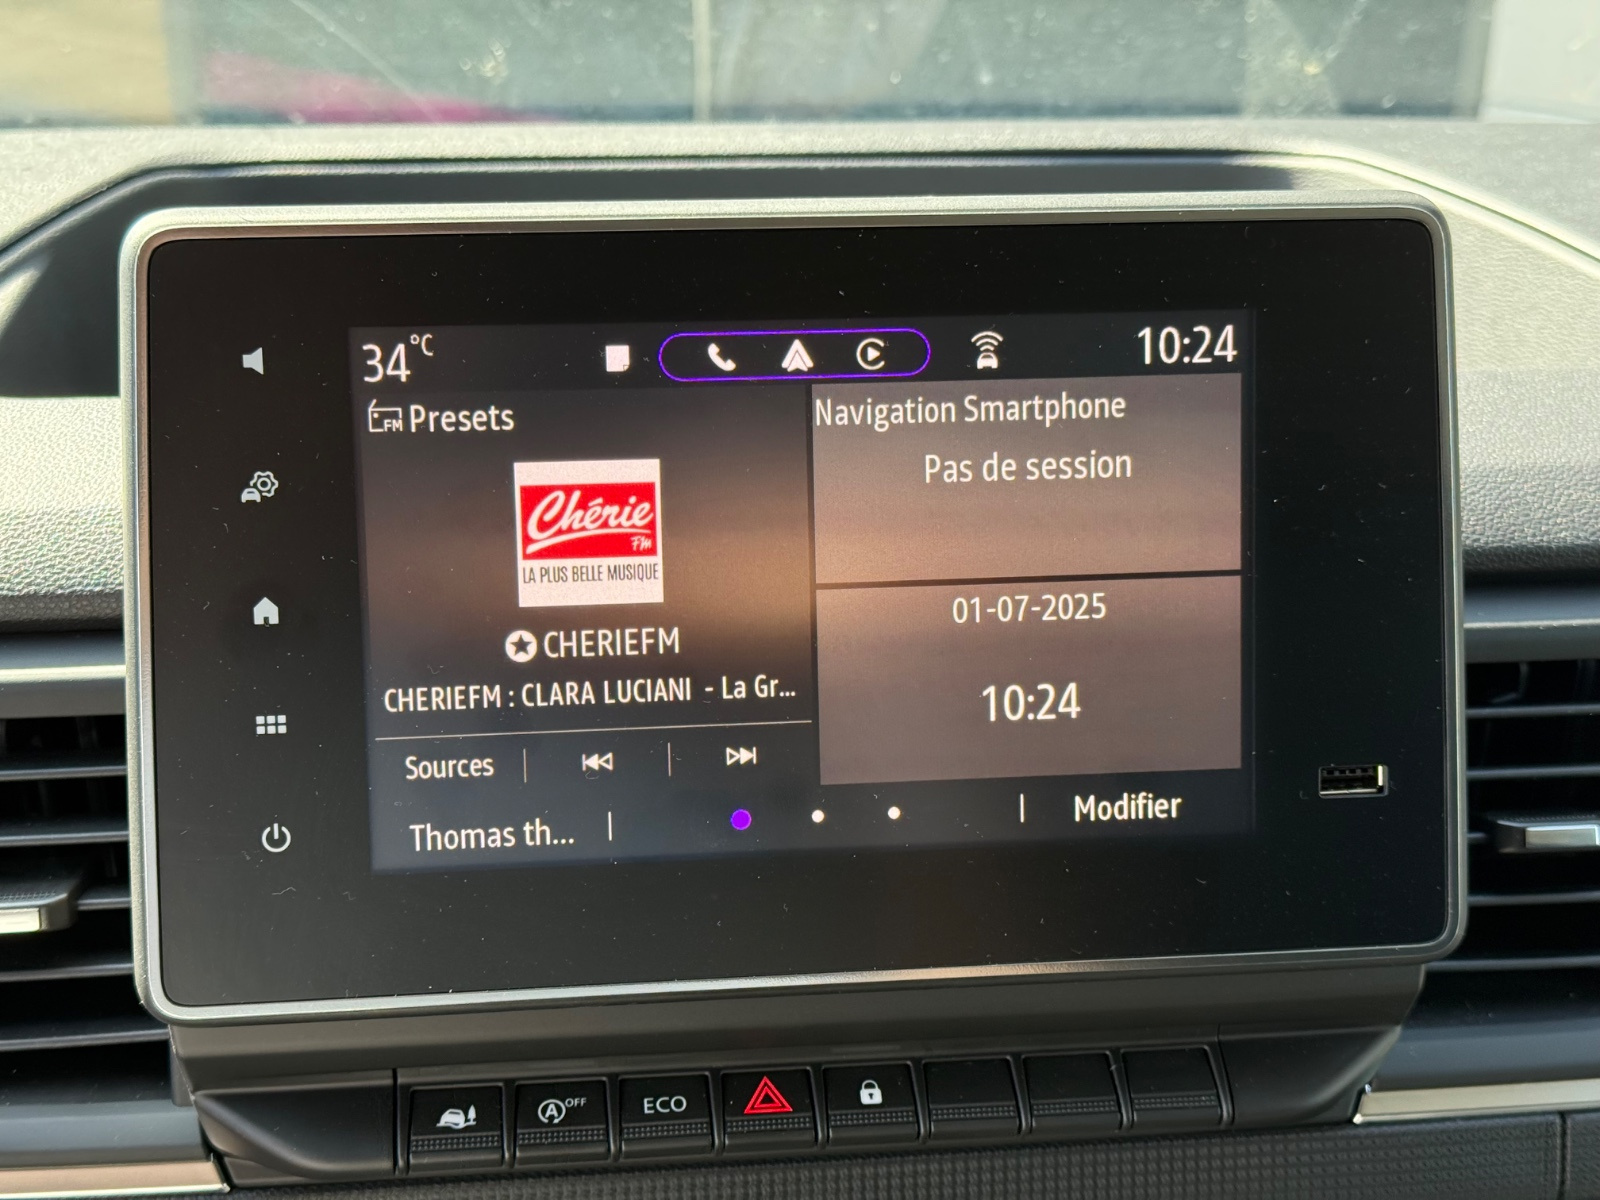 34°C
10:24
FM Presets
Navigation Smartphone
Pas de session
Chérie
Fm
LA PLUS BELLE MUSIQUE
CHERIEFM
CHERIEFM : CLARA LUCIANI - La Gr...
01-07-2025
10:24
Sources
Thomas th...
Modifier
A OFF
ECO